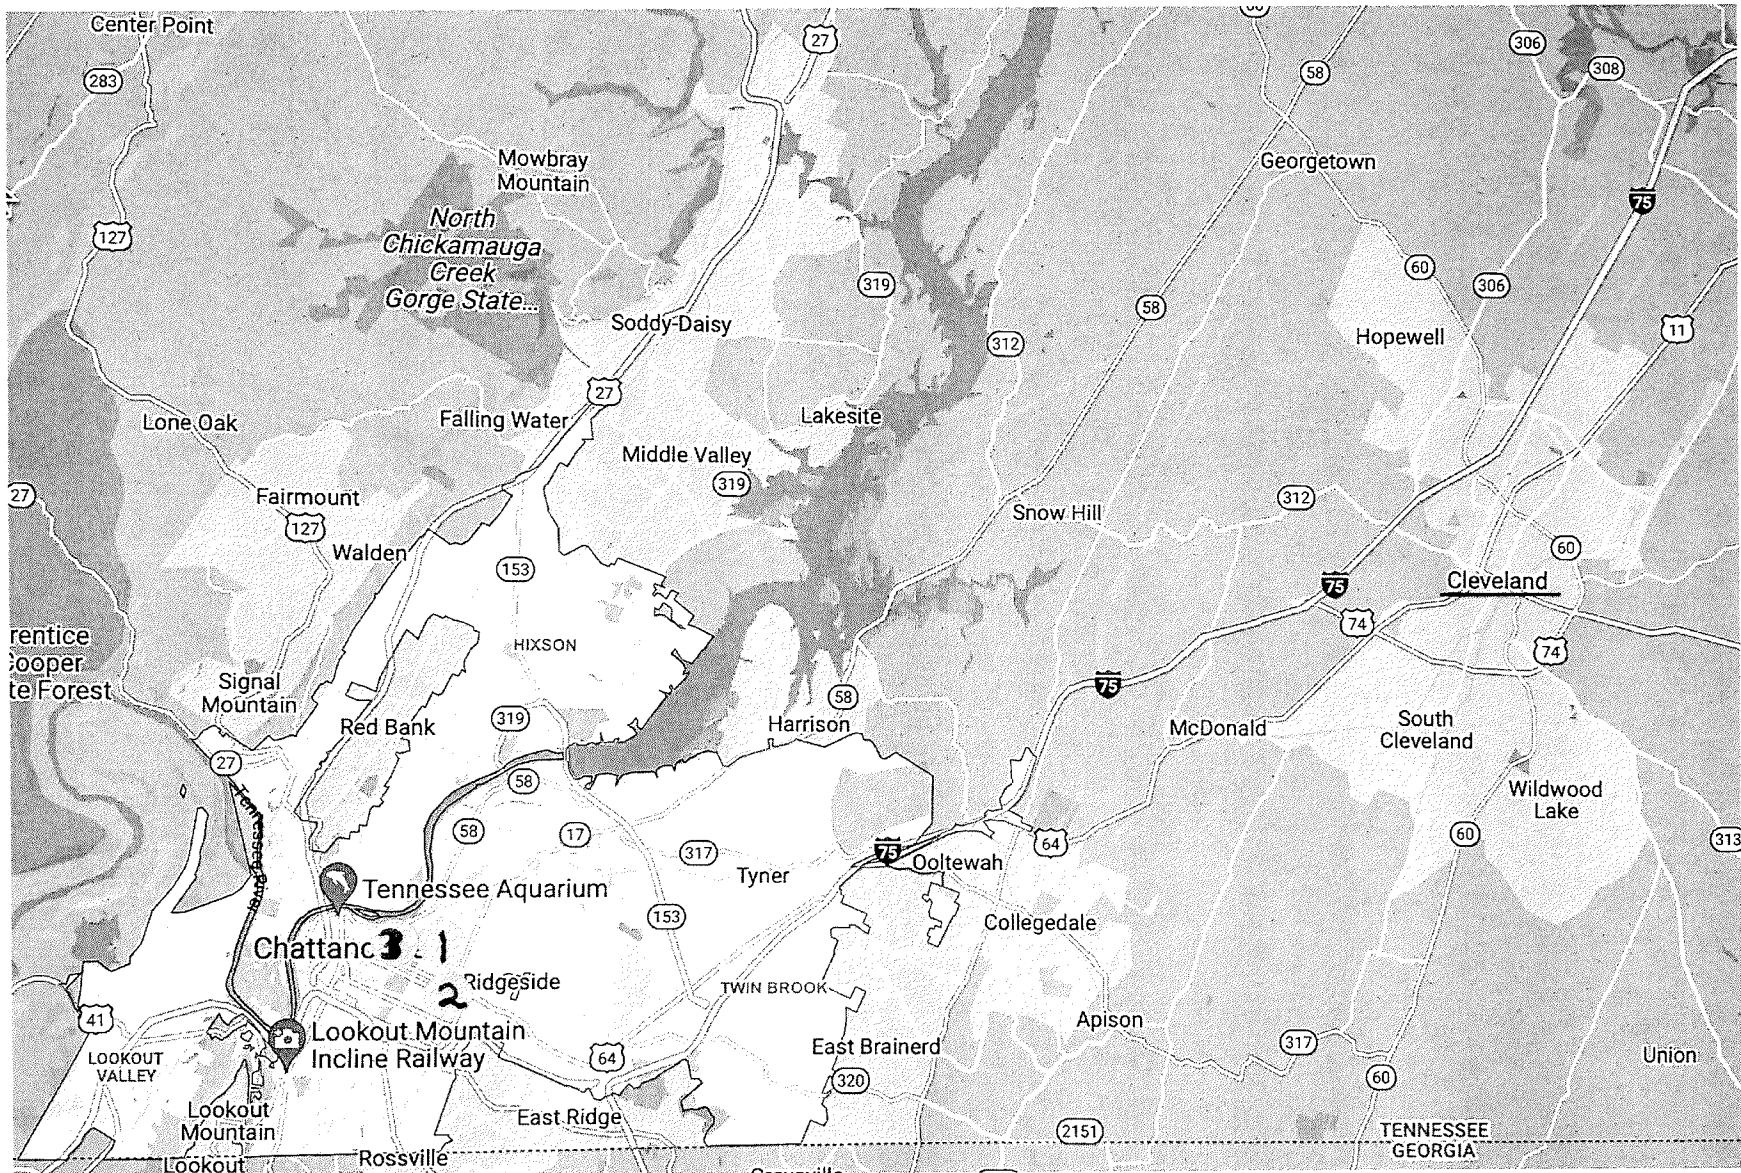 Center Point
27
60
306
308
58
283
Mowbray
Mountain
Georgetown
75
127
North
Chickamauga
Creek
Gorge State...
60
319
306
58
Soddy-Daisy
312
Hopewell
11
27
Lone Oak
Falling Water
Lakesite
Middle Valley
319
27
Fairmount
127
Snow Hill
312
Walden
153
60
75
Cleveland
74
rentice
Cooper
te Forest
HIXSON
74
Signal
Mountain
75
58
319
Red Bank
Harrison
McDonald
South
Cleveland
27
58
Tennessee River
Wildwood
Lake
58
17
317
75
64
60
313
Ooltewah
Tyner
Tennessee Aquarium
153
Collegedale
Chattano
3 . 1
2
Ridgeside
TWIN BROOK
41
Apison
Lookout Mountain
Incline Railway
LOOKOUT
VALLEY
64
East Brainerd
317
Union
320
60
Lookout
Mountain
East Ridge
2151
TENNESSEE
GEORGIA
Lookout
Rossville